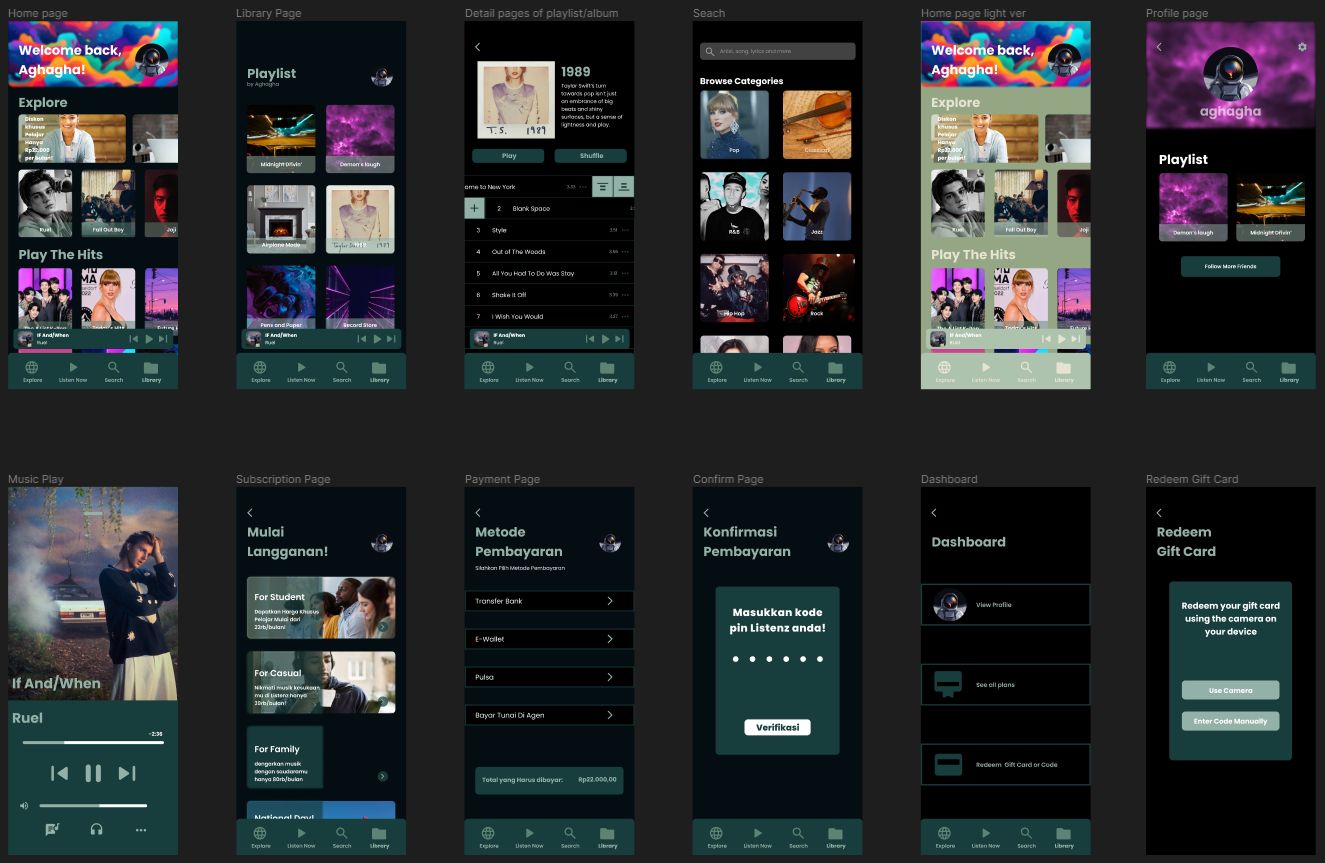 Home page
Welcome back,
Aghagha!
Explore
Diskon
khusus
Pelajar
Hanya
Rp22.000
per bulan!
Ruel
Fall Out Boy
Joji
Play The Hits
IF And/When
Ruel
Explore
Listen Now
Search
Library
Library Page
Playlist
by Aghagha
Midnight Drivin'
Demon's laugh
Airplane Mode
1989
Pens and Paper
Record Store
IF And/When
Ruel
Explore
Listen Now
Search
Library
Detail pages of playlist/album
T. S. 1989
1989
Taylor Swift's turn
towards pop isn't just
an embrance of big
beats and shiny
surfaces, but a sense of
lightness and play.
Play
Shuffle
ome to New York
2 Blank Space
3 Style
4 Out of The Woods
5 All You Had To Do Was Stay
6 Shake It Off
7 I Wish You Would
IF And/When
Ruel
Explore
Listen Now
Search
Library
Seach
Artist, song, lyrics and more
Browse Categories
Pop
Classical
R&B
Jazz
Hip Hop
Rock
Explore
Listen Now
Search
Library
Home page light ver
Welcome back,
Aghagha!
Explore
Diskon
khusus
Pelajar
Hanya
Rp22.000
per bulan!
Ruel
Fall Out Boy
Joji
Play The Hits
IF And/When
Ruel
Explore
Listen Now
Search
Library
Profile page
aghagha
Playlist
Demon's laugh
Midnight Drivin'
Follow More Friends
Explore
Listen Now
Search
Library
Music Play
If And/When
Ruel
-2:36
Subscription Page
Mulai
Langganan!
For Student
Dapatkan Harga Khusus
Pelajar Mulai dari
22rb/bulan!
For Casual
Nikmati musik kesukaan
mu di Listenz hanya
39rb/bulan!
For Family
dengarkan musik
dengan saudaramu
hanya 80rb/bulan
National Day!
Explore
Listen Now
Search
Library
Payment Page
Metode
Pembayaran
Silahkan Pilih Metode Pembayaran
Transfer Bank
E-Wallet
Pulsa
Bayar Tunai Di Agen
Total yang Harus dibayar: Rp22.000,00
Explore
Listen Now
Search
Library
Confirm Page
Konfirmasi
Pembayaran
Masukkan kode
pin Listenz anda!
Verifikasi
Explore
Listen Now
Search
Library
Dashboard
Dashboard
View Profile
See all plans
Redeem Gift Card or Code
Explore
Listen Now
Search
Library
Redeem Gift Card
Redeem
Gift Card
Redeem your gift card
using the camera on
your device
Use Camera
Enter Code Manually